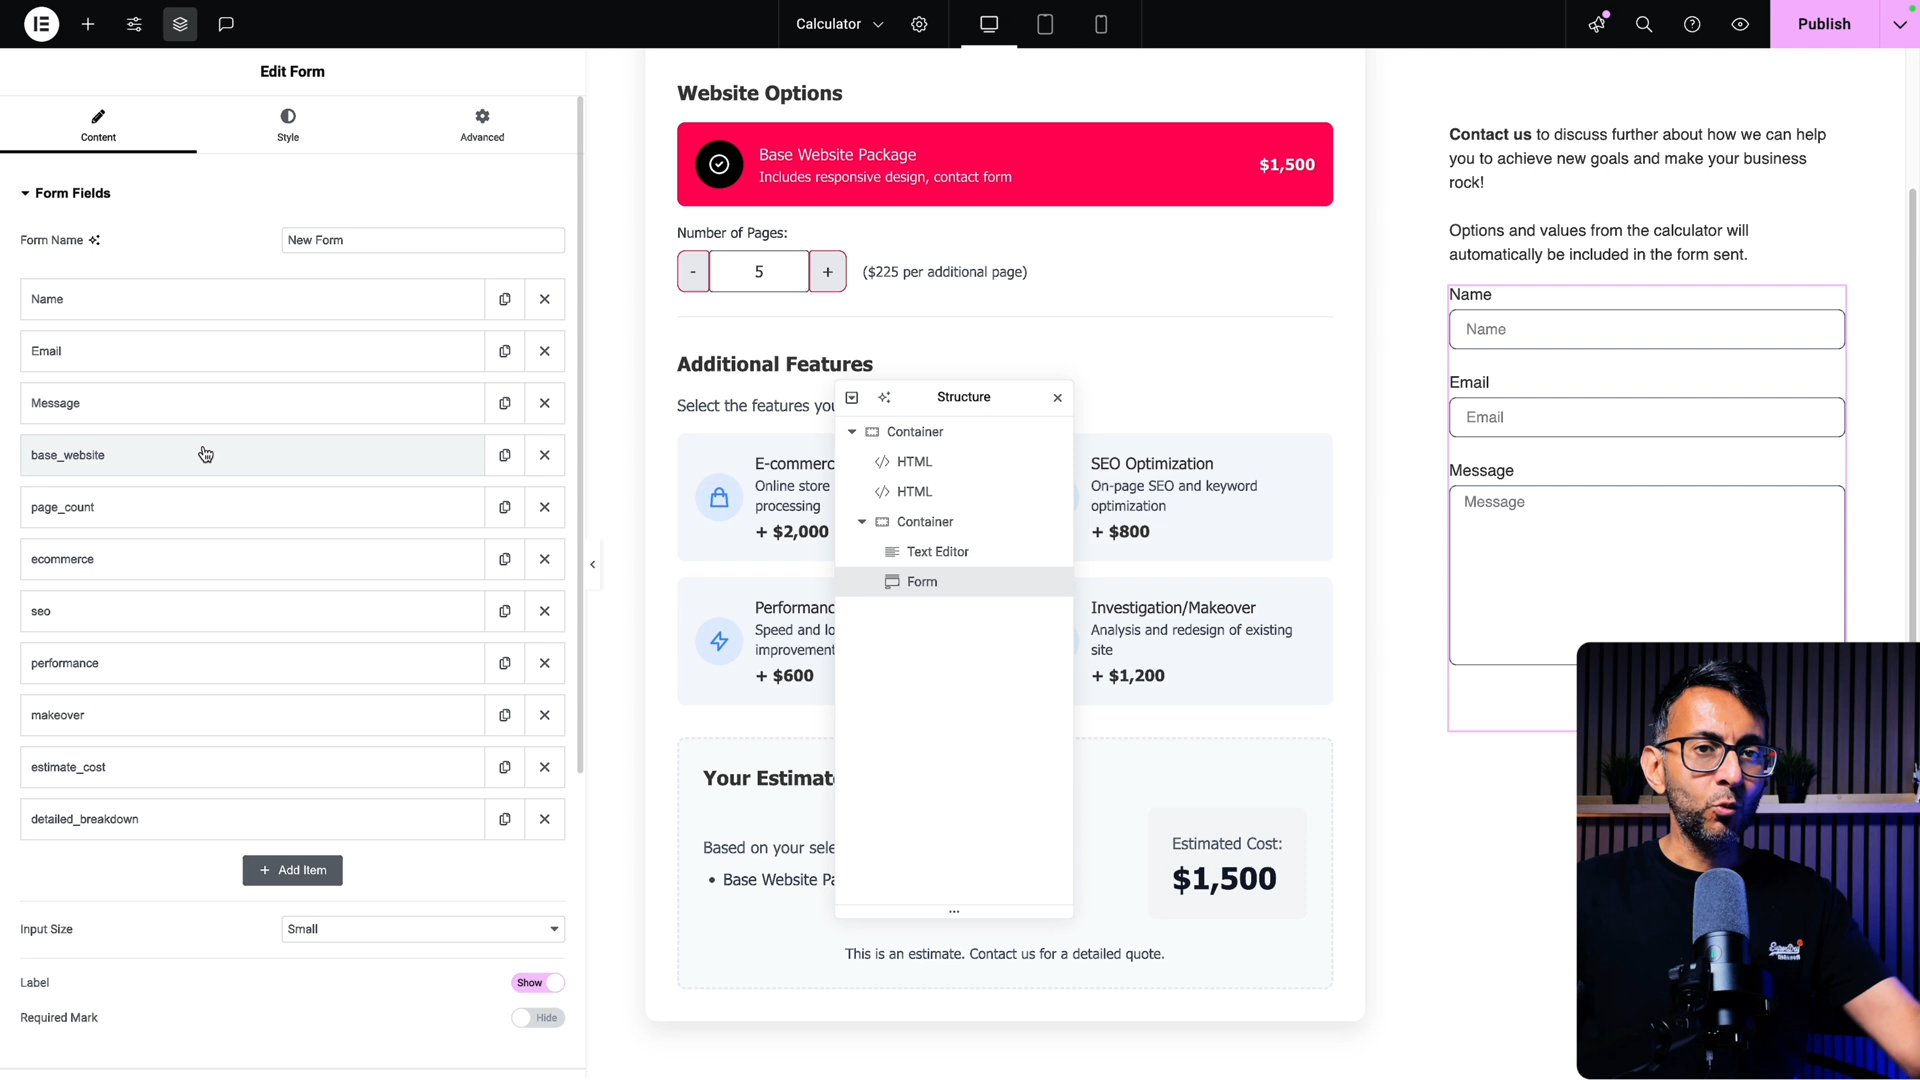 Calculator
Publish
Edit Form
Content
Style
Advanced
Form Fields
Form Name
New Form
Name
Email
Message
base_website
page_count
ecommerce
seo
performance
makeover
estimate_cost
detailed_breakdown
+ Add Item
Input Size
Small
Label
Show
Required Mark
Hide
Website Options
Base Website Package
Includes responsive design, contact form
$1,500
Number of Pages:
- 5 +
($225 per additional page)
Additional Features
Select the features you
E-commerc
Online store
processing
+ $2,000
SEO Optimization
On-page SEO and keyword
optimization
+ $800
Performanc
Speed and lo
improvement
+ $600
Investigation/Makeover
Analysis and redesign of existing
site
+ $1,200
Structure
Container
HTML
HTML
Container
Text Editor
Form
Your Estimat
Based on your sele
• Base Website Pa
Estimated Cost:
$1,500
This is an estimate. Contact us for a detailed quote.
Contact us to discuss further about how we can help
you to achieve new goals and make your business
rock!
Options and values from the calculator will
automatically be included in the form sent.
Name
Name
Email
Email
Message
Message